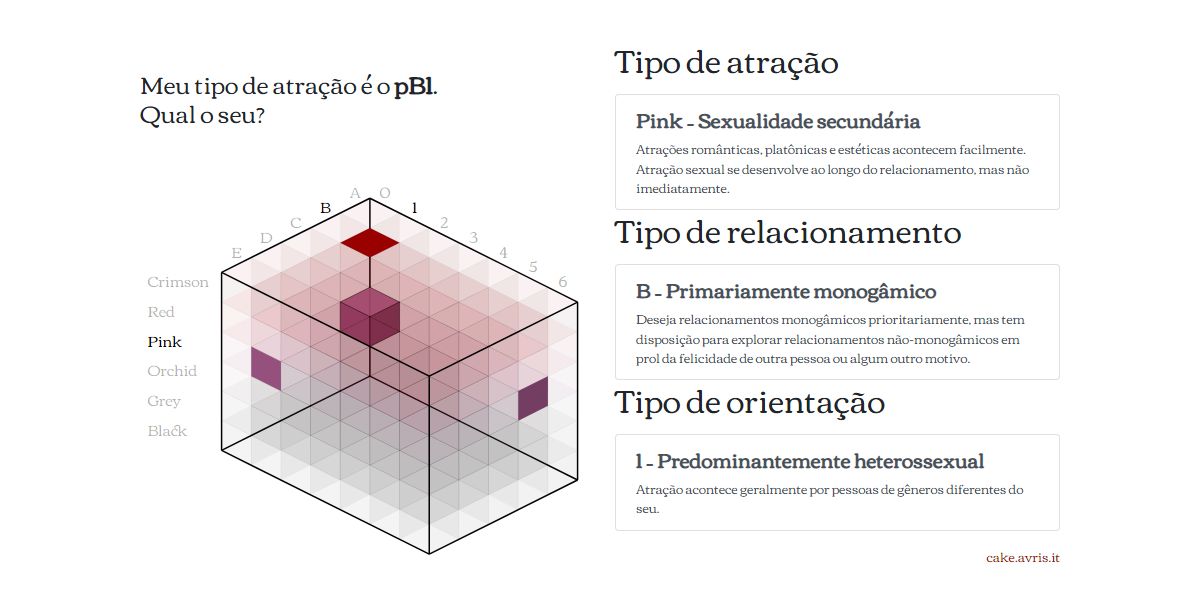 Meu tipo de atração é o pB1.
Qual o seu?
A
O
B
1
C
2
D
3
E
4
5
6
Crimson
Red
Pink
Orchid
Grey
Black
Tipo de atração
Pink - Sexualidade secundária
Atrações românticas, platônicas e estéticas acontecem facilmente.
Atração sexual se desenvolve ao longo do relacionamento, mas não
imediatamente.
Tipo de relacionamento
B - Primariamente monogâmico
Deseja relacionamentos monogâmicos prioritariamente, mas tem
disposição para explorar relacionamentos não-monogâmicos em
prol da felicidade de outra pessoa ou algum outro motivo.
Tipo de orientação
1 - Predominantemente heterossexual
Atração acontece geralmente por pessoas de gêneros diferentes do
seu.
cake.avris.it